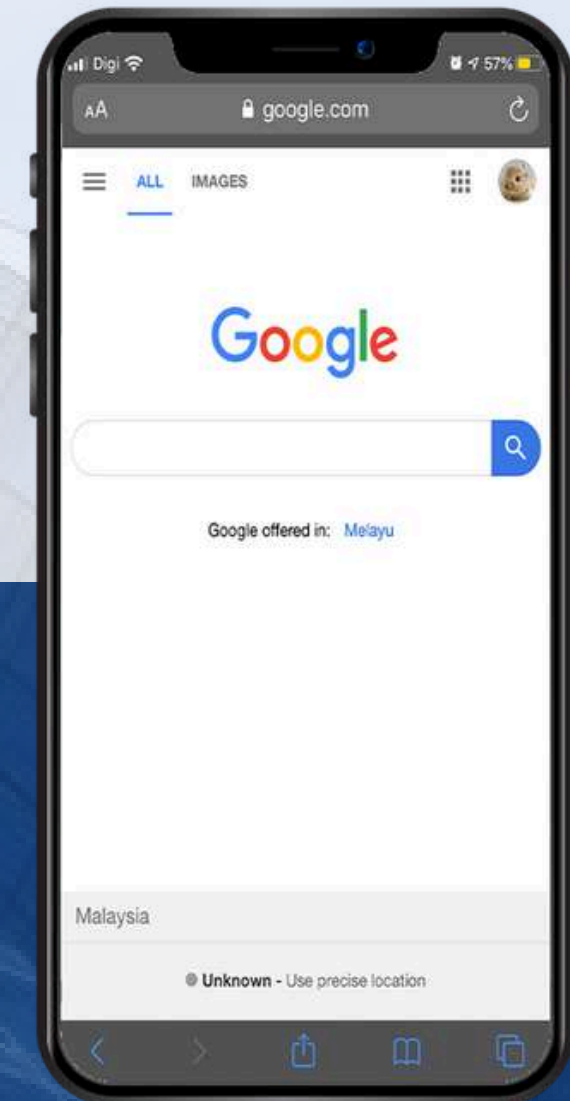 Digi 57%
AA google.com
ALL IMAGES
Google
Google offered in: Melayu
Malaysia
Unknown - Use precise location